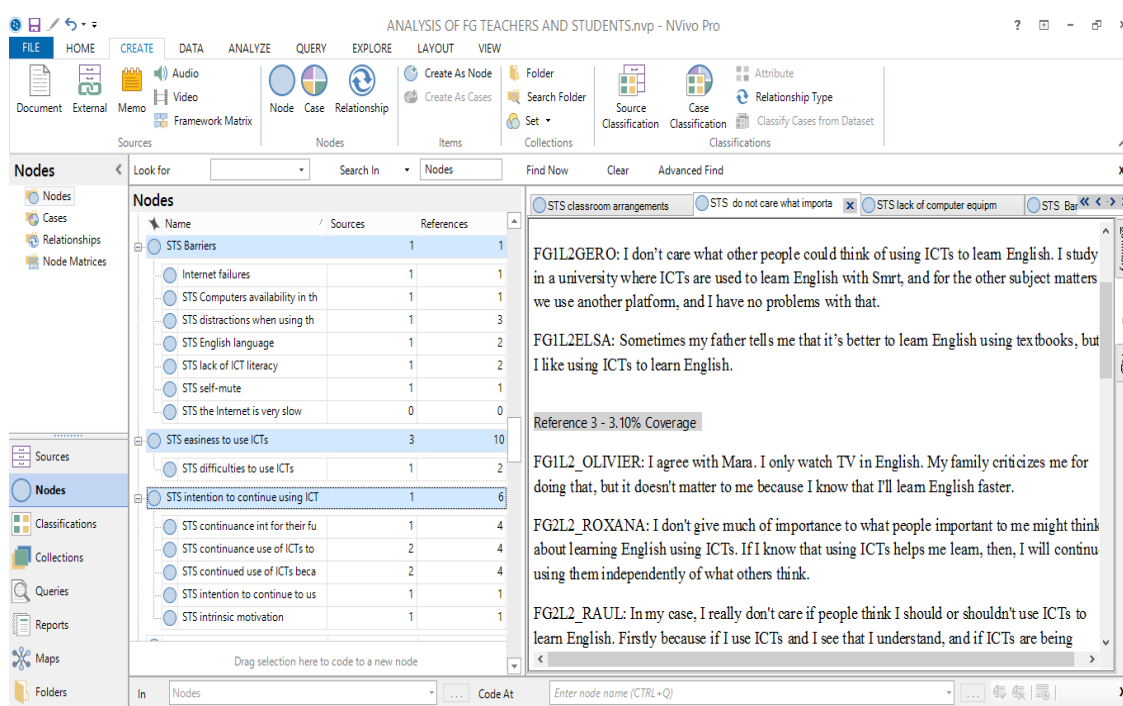 ANALYSIS OF FG TEACHERS AND STUDENTS.nvp - NVivo Pro
FILE HOME CREATE DATA ANALYZE QUERY EXPLORE LAYOUT VIEW
Document External Memo
Audio
Video
Framework Matrix
Sources
Node Case Relationship
Nodes
Create As Node
Create As Cases
Items
Folder
Search Folder
Set
Collections
Source Classification
Case Classification
Attribute
Relationship Type
Classify Cases from Dataset
Classifications
Nodes
Look for Search In Nodes Find Now Clear Advanced Find
Nodes
Cases
Relationships
Node Matrices
Sources
Nodes
Classifications
Collections
Queries
Reports
Maps
Folders
Nodes
Name Sources References
STS Barriers 1 1
Internet failures 1 1
STS Computers availability in th 1 1
STS distractions when using th 1 3
STS English language 1 2
STS lack of ICT literacy 1 2
STS self-mute 1 1
STS the Internet is very slow 0 0
STS easiness to use ICTs 3 10
STS difficulties to use ICTs 1 2
STS intention to continue using ICT 1 6
STS continuance int for their fu 1 4
STS continuance use of ICTs to 2 4
STS continued use of ICTs beca 2 4
STS intention to continue to us 1 1
STS intrinsic motivation 1 1
Drag selection here to code to a new node
STS classroom arrangements STS do not care what importa STS lack of computer equipm STS Bar
FG1L2GERO: I don't care what other people could think of using ICTs to learn English. I study
in a university where ICTs are used to learn English with Smrt, and for the other subject matters
we use another platform, and I have no problems with that.
FG1L2ELSA: Sometimes my father tells me that it's better to learn English using textbooks, but
I like using ICTs to learn English.
Reference 3 - 3.10% Coverage
FG1L2_OLIVIER: I agree with Mara. I only watch TV in English. My family criticizes me for
doing that, but it doesn't matter to me because I know that I'll learn English faster.
FG2L2_ROXANA: I don't give much of importance to what people important to me might think
about learning English using ICTs. If I know that using ICTs helps me learn, then, I will continu
using them independently of what others think.
FG2L2_RAUL: In my case, I really don't care if people think I should or shouldn't use ICTs to
learn English. Firstly because if I use ICTs and I see that I understand, and if ICTs are being
In Nodes ... Code At Enter node name (CTRL+Q) ...